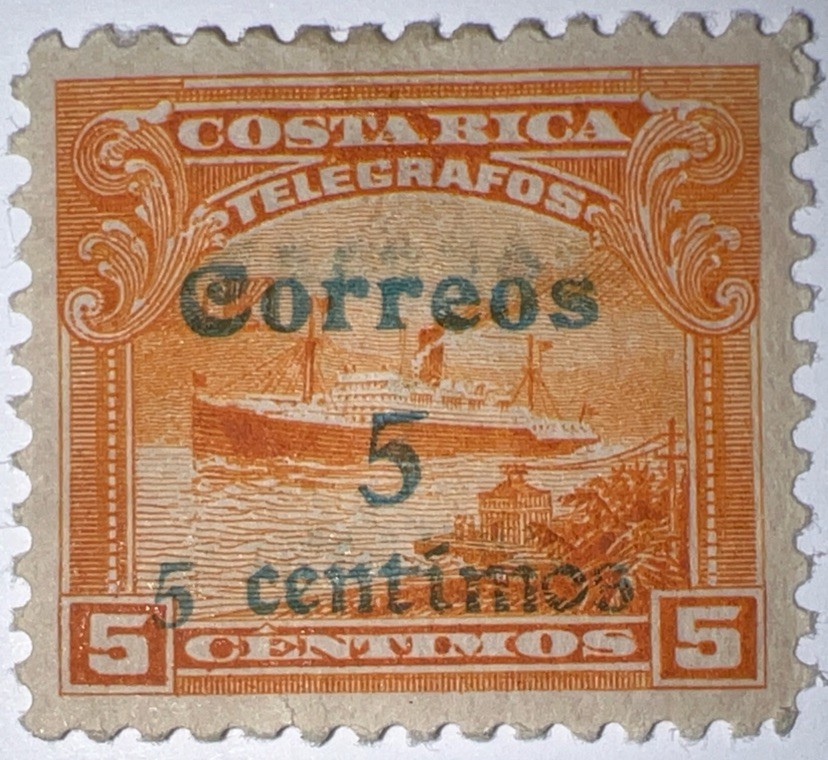 COSTA RICA
TELEGRAFOS
Correos
5
5 centimos
5 CENTIMOS 5